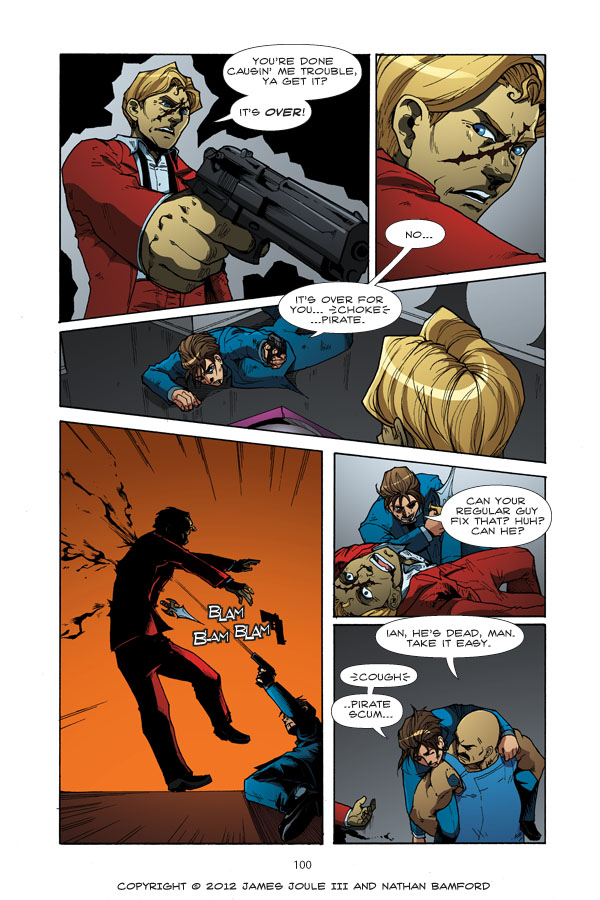 YOU'RE DONE
CAUSIN' ME TROUBLE,
YA GET IT?
IT'S OVER!
NO...
IT'S OVER FOR
YOU... CHOKE
...PIRATE.
BLAM
BLAM BLAM
CAN YOUR
REGULAR GUY
FIX THAT? HUH?
CAN HE?
IAN, HE'S DEAD, MAN.
TAKE IT EASY.
COUGH
..PIRATE
SCUM...
100
COPYRIGHT © 2012 JAMES JOULE III AND NATHAN BAMFORD